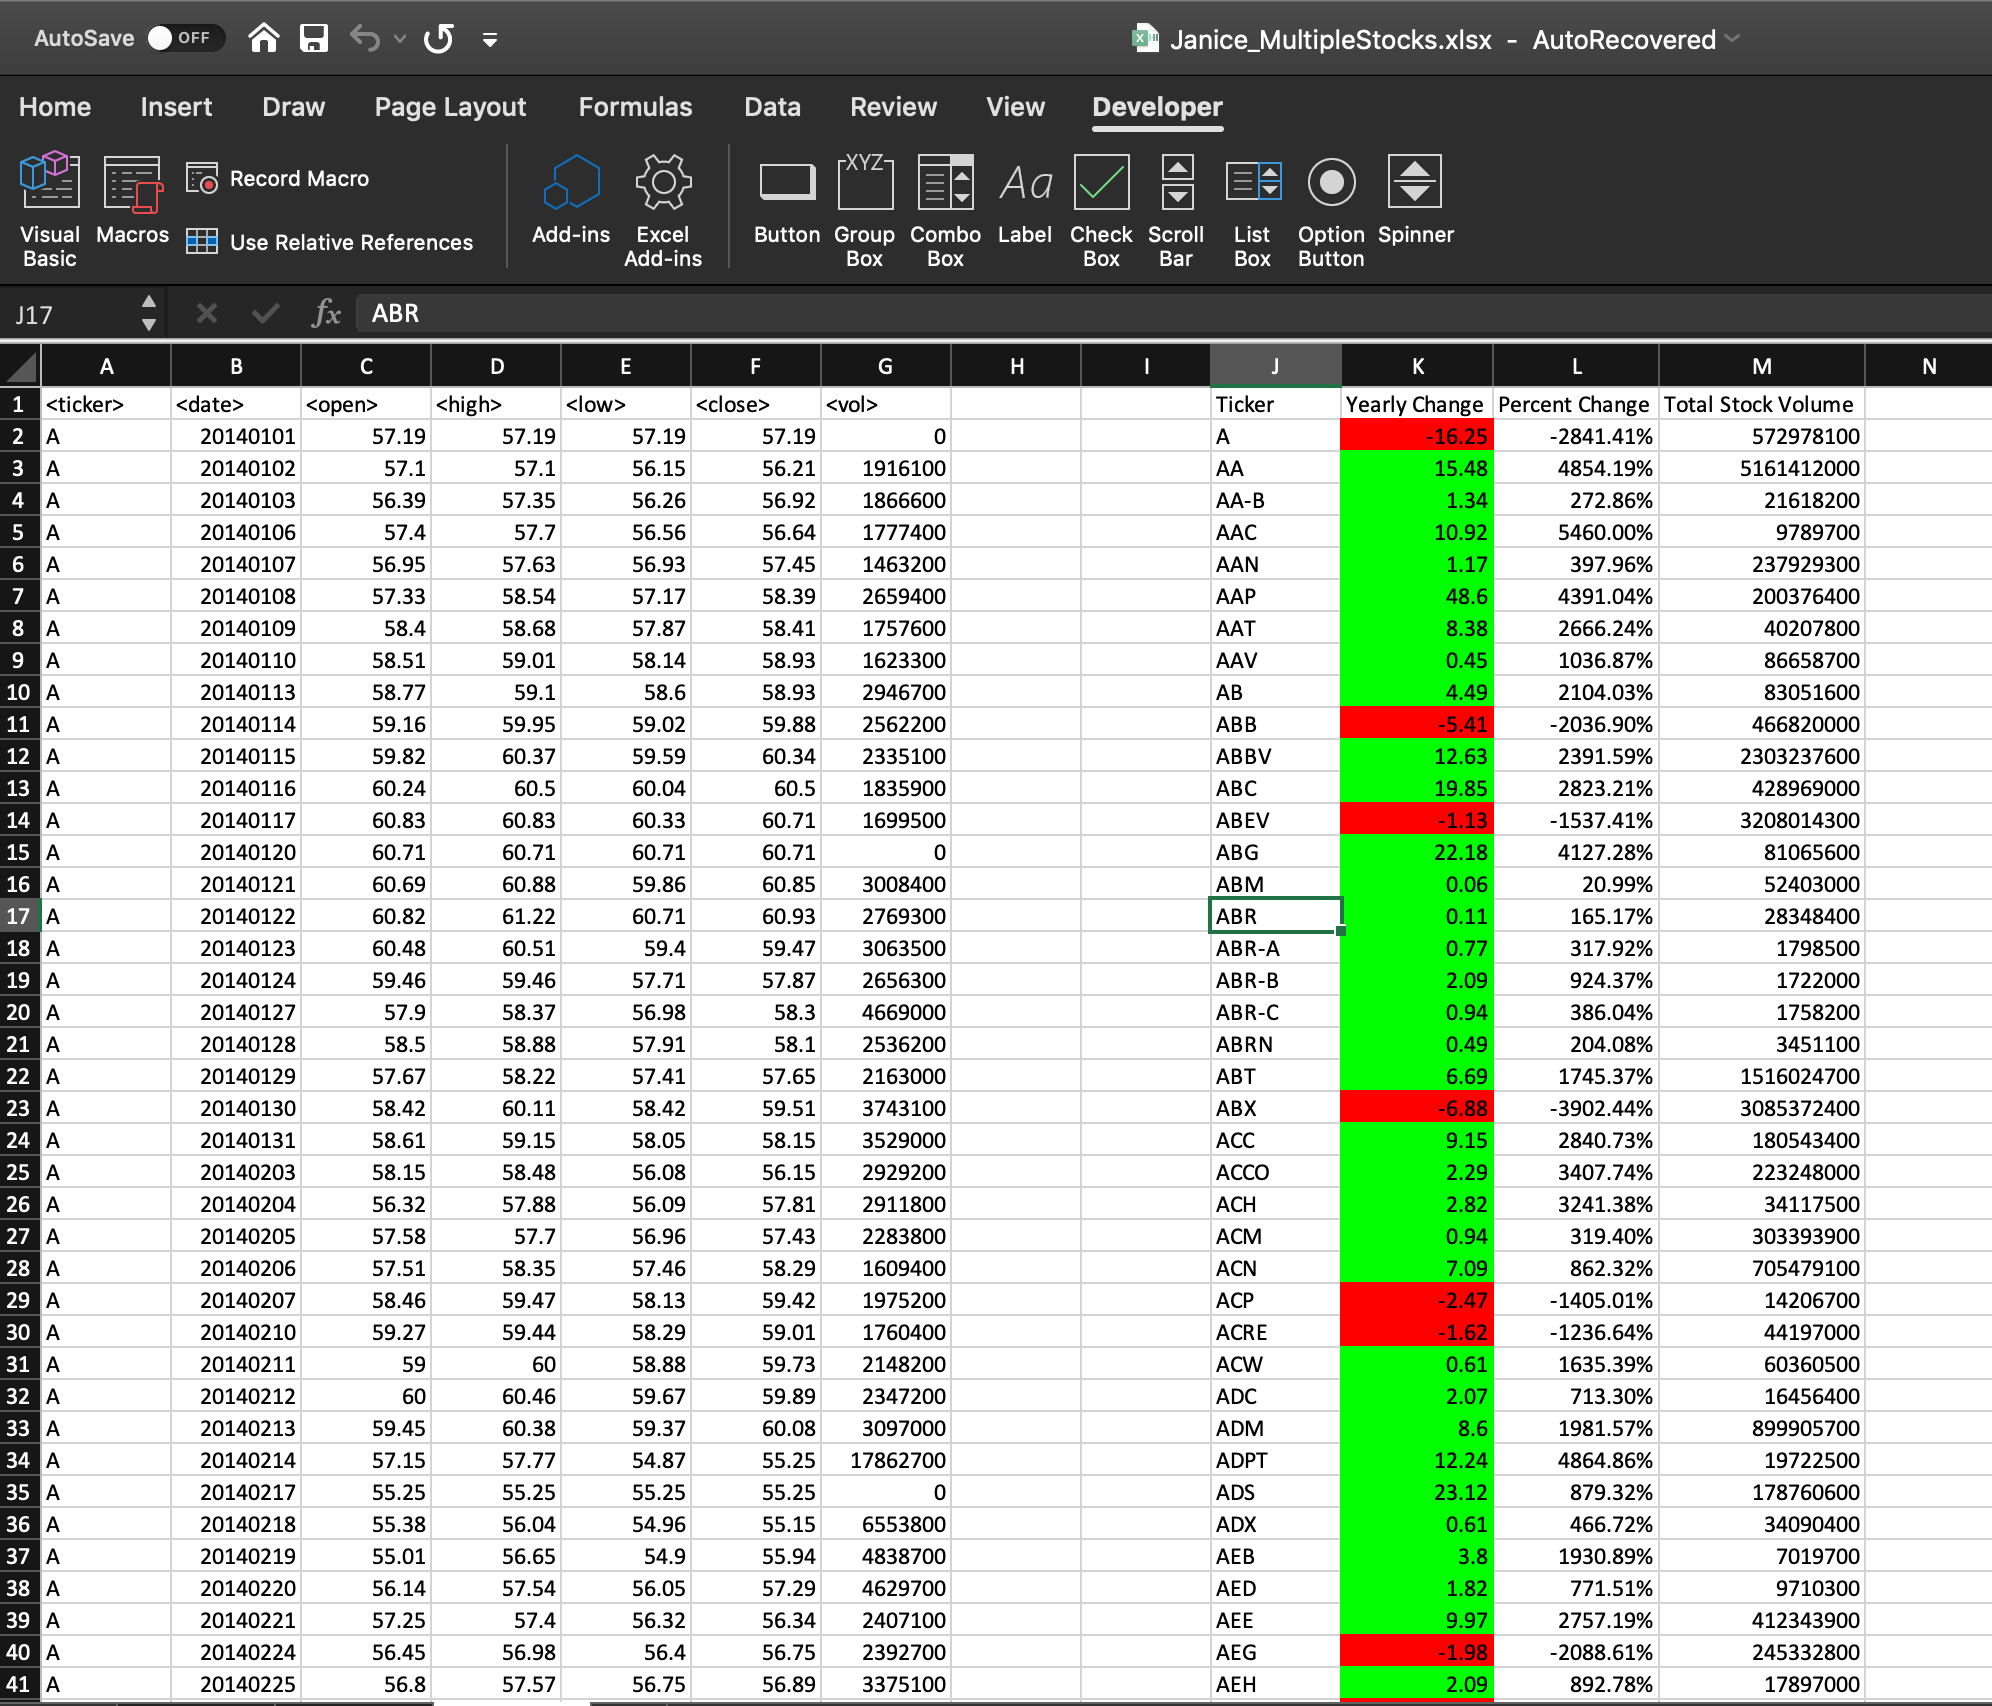 AutoSave OFF Janice_MultipleStocks.xlsx - AutoRecovered
Home Insert Draw Page Layout Formulas Data Review View Developer
Visual Basic Macros Record Macro Use Relative References Add-ins Excel Add-ins Button XYZ Group Box Combo Box Aa Label Check Box Scroll Bar List Box Option Button Spinner
J17 fx ABR
A B C D E F G H I J K L M N
1 <ticker> <date> <open> <high> <low> <close> <vol> Ticker Yearly Change Percent Change Total Stock Volume
2 A 20140101 57.19 57.19 57.19 57.19 0 A -16.25 -2841.41% 572978100
3 A 20140102 57.1 57.1 56.15 56.21 1916100 AA 15.48 4854.19% 5161412000
4 A 20140103 56.39 57.35 56.26 56.92 1866600 AA-B 1.34 272.86% 21618200
5 A 20140106 57.4 57.7 56.56 56.64 1777400 AAC 10.92 5460.00% 9789700
6 A 20140107 56.95 57.63 56.93 57.45 1463200 AAN 1.17 397.96% 237929300
7 A 20140108 57.33 58.54 57.17 58.39 2659400 AAP 48.6 4391.04% 200376400
8 A 20140109 58.4 58.68 57.87 58.41 1757600 AAT 8.38 2666.24% 40207800
9 A 20140110 58.51 59.01 58.14 58.93 1623300 AAV 0.45 1036.87% 86658700
10 A 20140113 58.77 59.1 58.6 58.93 2946700 AB 4.49 2104.03% 83051600
11 A 20140114 59.16 59.95 59.02 59.88 2562200 ABB -5.41 -2036.90% 466820000
12 A 20140115 59.82 60.37 59.59 60.34 2335100 ABBV 12.63 2391.59% 2303237600
13 A 20140116 60.24 60.5 60.04 60.5 1835900 ABC 19.85 2823.21% 428969000
14 A 20140117 60.83 60.83 60.33 60.71 1699500 ABEV -1.13 -1537.41% 3208014300
15 A 20140120 60.71 60.71 60.71 60.71 0 ABG 22.18 4127.28% 81065600
16 A 20140121 60.69 60.88 59.86 60.85 3008400 ABM 0.06 20.99% 52403000
17 A 20140122 60.82 61.22 60.71 60.93 2769300 ABR 0.11 165.17% 28348400
18 A 20140123 60.48 60.51 59.4 59.47 3063500 ABR-A 0.77 317.92% 1798500
19 A 20140124 59.46 59.46 57.71 57.87 2656300 ABR-B 2.09 924.37% 1722000
20 A 20140127 57.9 58.37 56.98 58.3 4669000 ABR-C 0.94 386.04% 1758200
21 A 20140128 58.5 58.88 57.91 58.1 2536200 ABRN 0.49 204.08% 3451100
22 A 20140129 57.67 58.22 57.41 57.65 2163000 ABT 6.69 1745.37% 1516024700
23 A 20140130 58.42 60.11 58.42 59.51 3743100 ABX -6.88 -3902.44% 3085372400
24 A 20140131 58.61 59.15 58.05 58.15 3529000 ACC 9.15 2840.73% 180543400
25 A 20140203 58.15 58.48 56.08 56.15 2929200 ACCO 2.29 3407.74% 223248000
26 A 20140204 56.32 57.88 56.09 57.81 2911800 ACH 2.82 3241.38% 34117500
27 A 20140205 57.58 57.7 56.96 57.43 2283800 ACM 0.94 319.40% 303393900
28 A 20140206 57.51 58.35 57.46 58.29 1609400 ACN 7.09 862.32% 705479100
29 A 20140207 58.46 59.47 58.13 59.42 1975200 ACP -2.47 -1405.01% 14206700
30 A 20140210 59.27 59.44 58.29 59.01 1760400 ACRE -1.62 -1236.64% 44197000
31 A 20140211 59 60 58.88 59.73 2148200 ACW 0.61 1635.39% 60360500
32 A 20140212 60 60.46 59.67 59.89 2347200 ADC 2.07 713.30% 16456400
33 A 20140213 59.45 60.38 59.37 60.08 3097000 ADM 8.6 1981.57% 899905700
34 A 20140214 57.15 57.77 54.87 55.25 17862700 ADPT 12.24 4864.86% 19722500
35 A 20140217 55.25 55.25 55.25 55.25 0 ADS 23.12 879.32% 178760600
36 A 20140218 55.38 56.04 54.96 55.15 6553800 ADX 0.61 466.72% 34090400
37 A 20140219 55.01 56.65 54.9 55.94 4838700 AEB 3.8 1930.89% 7019700
38 A 20140220 56.14 57.54 56.05 57.29 4629700 AED 1.82 771.51% 9710300
39 A 20140221 57.25 57.4 56.32 56.34 2407100 AEE 9.97 2757.19% 412343900
40 A 20140224 56.45 56.98 56.4 56.75 2392700 AEG -1.98 -2088.61% 245332800
41 A 20140225 56.8 57.57 56.75 56.89 3375100 AEH 2.09 892.78% 17897000